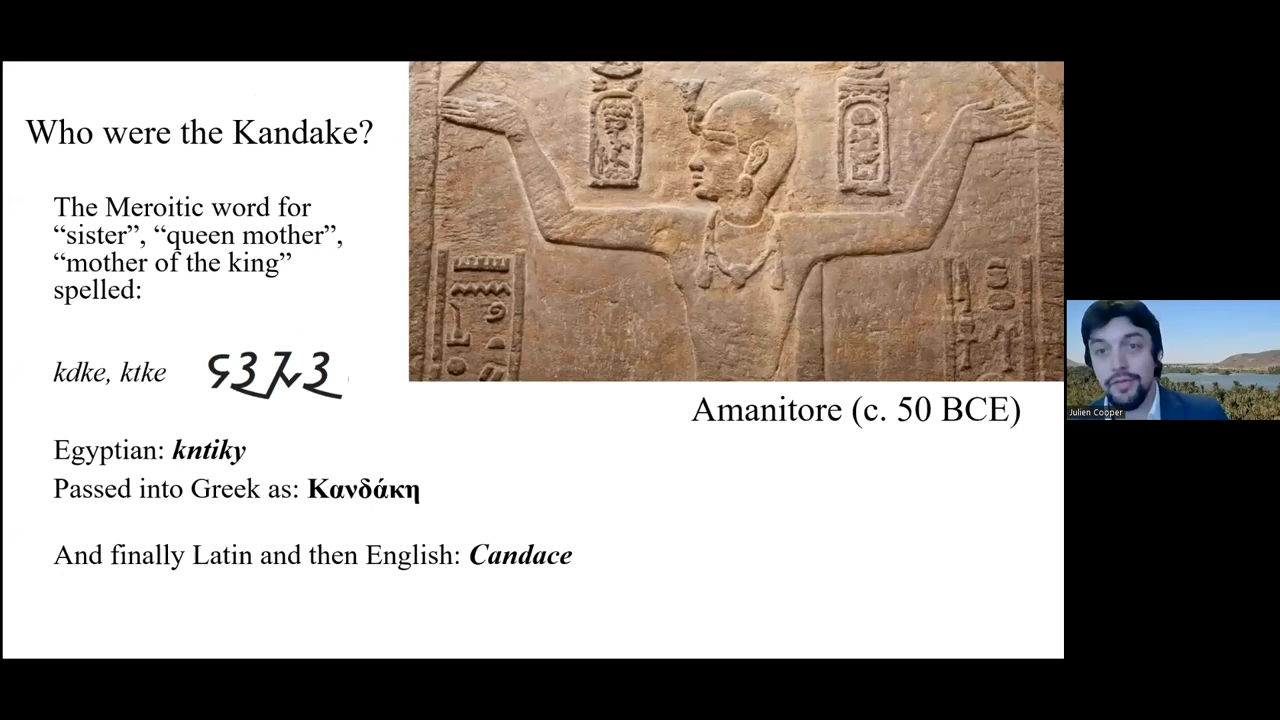 Who were the Kandake?
The Meroitic word for
“sister”, “queen mother”,
“mother of the king”
spelled:
kdke, ktke
Egyptian: kntiky
Passed into Greek as: Κανδάκη
And finally Latin and then English: Candace
Amanitore (c. 50 BCE)
Julien Cooper